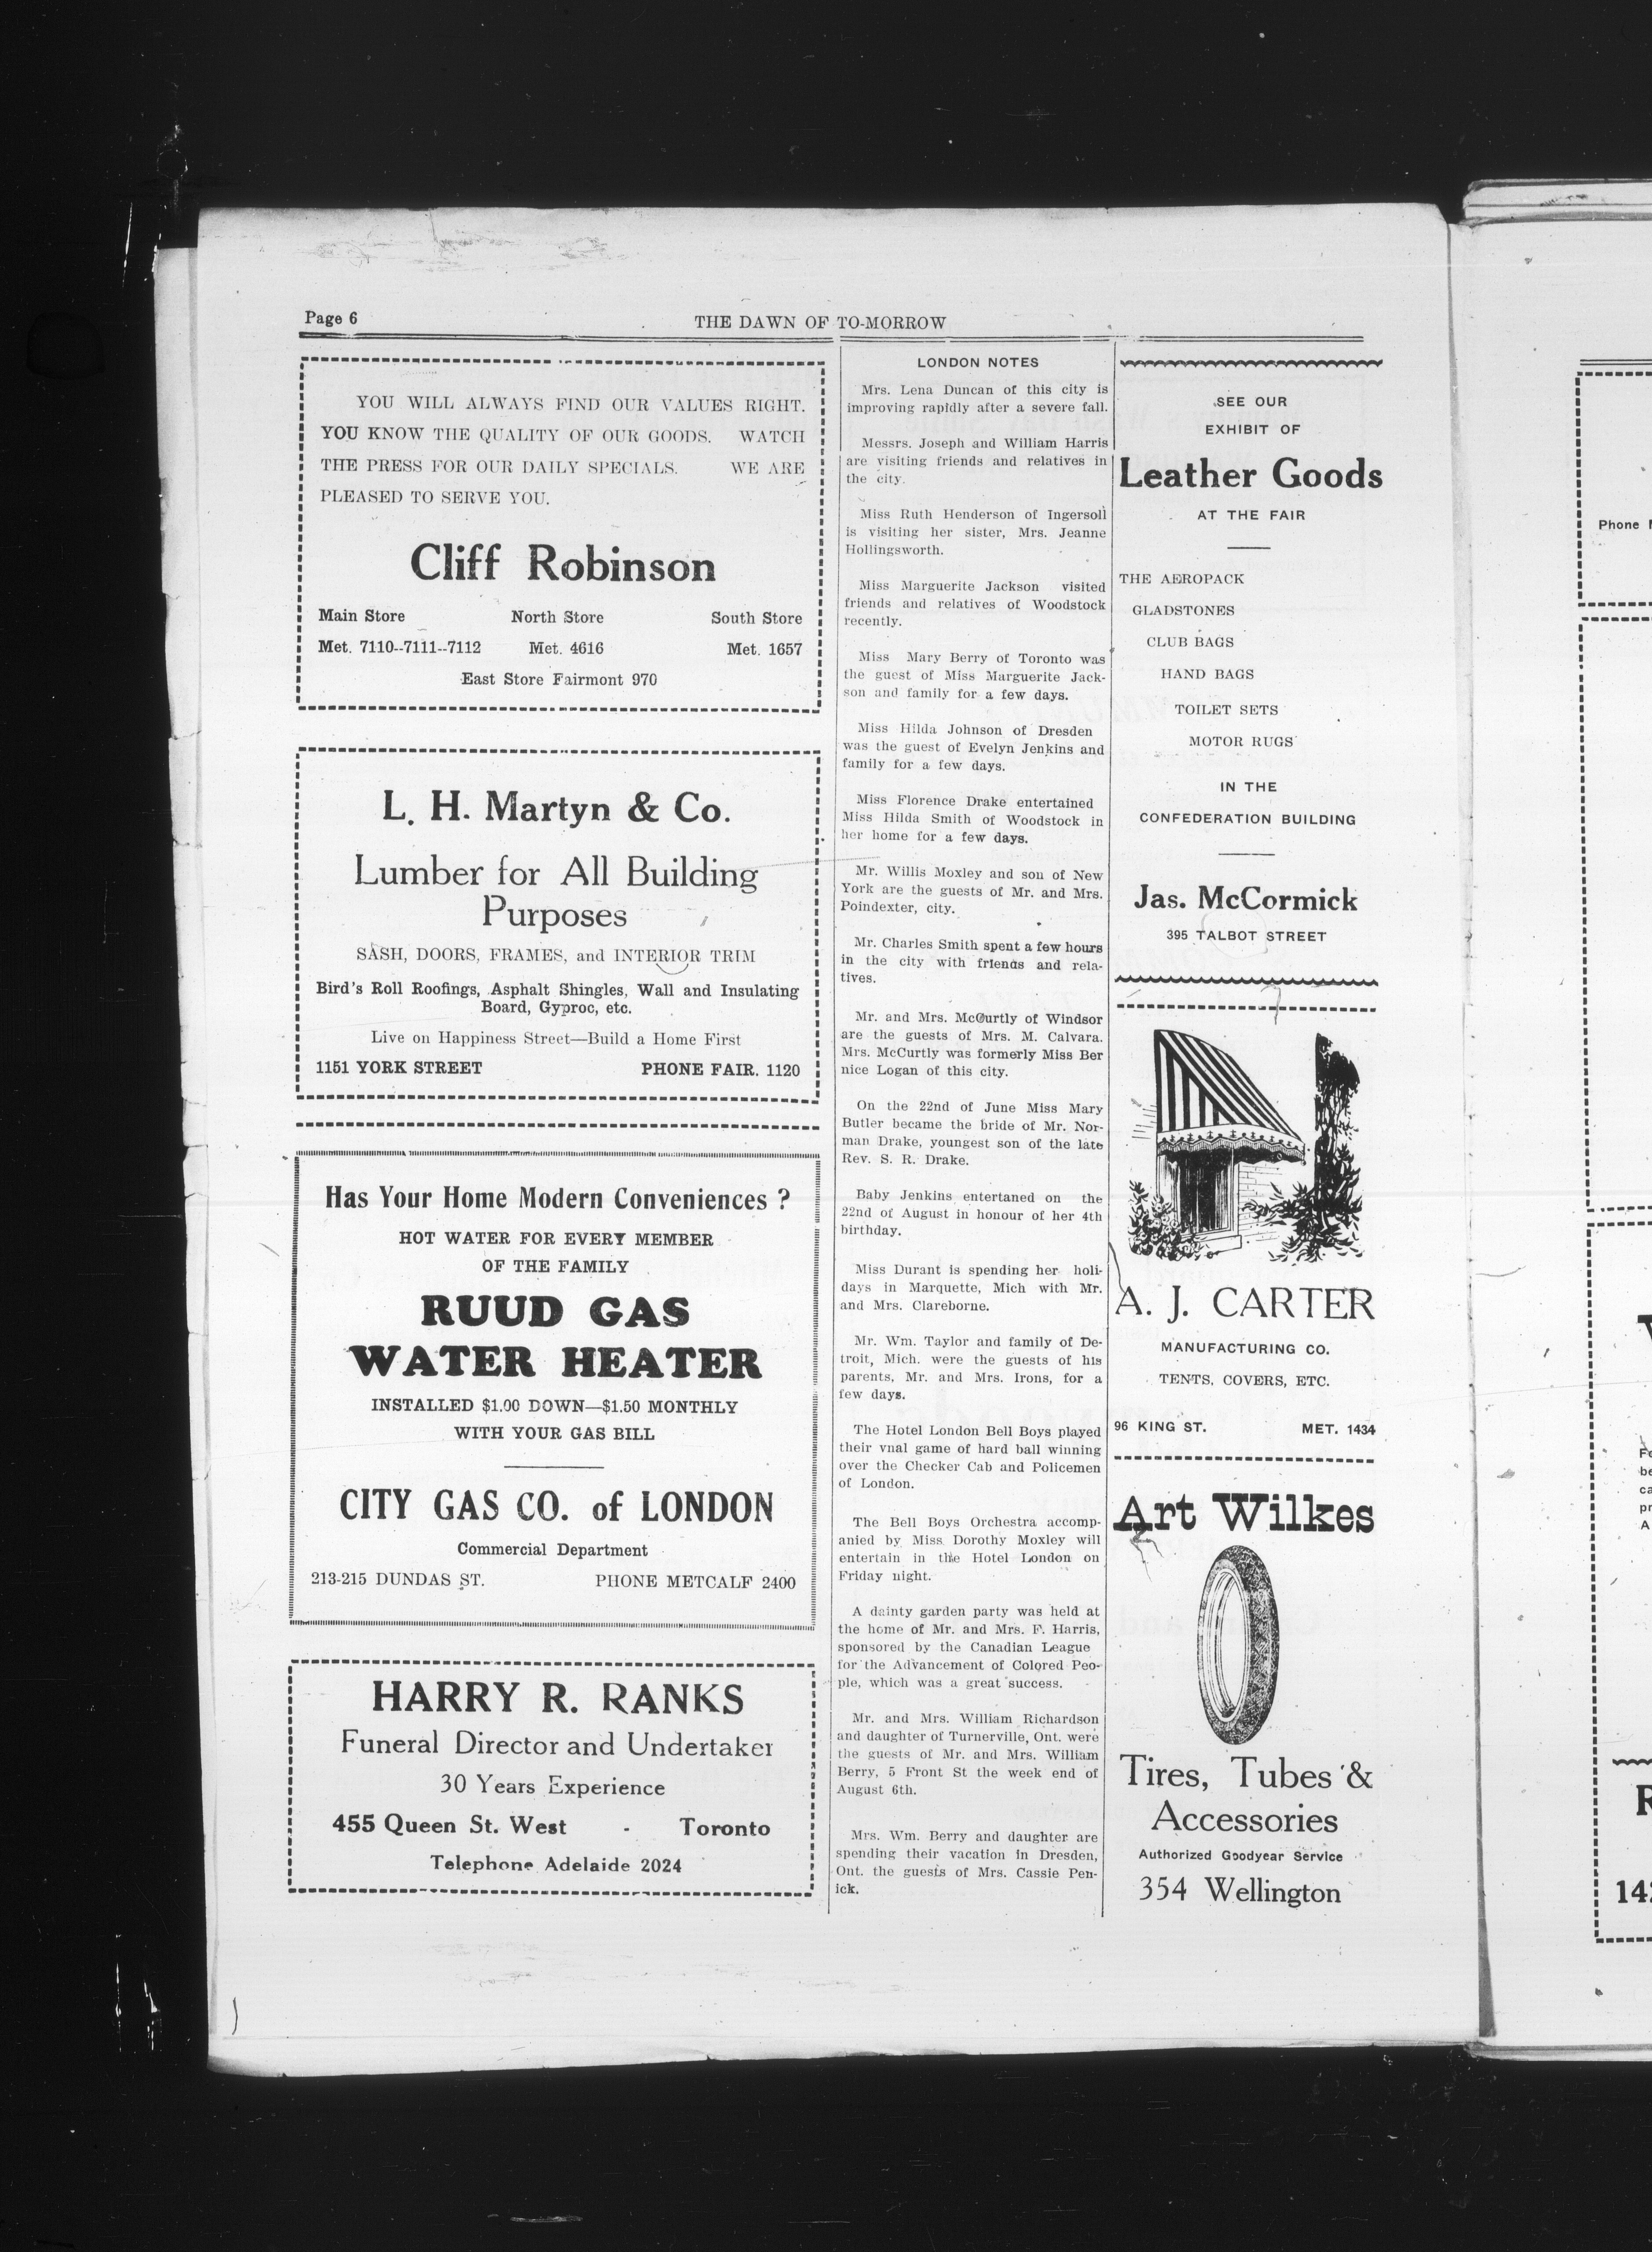 Page 6
THE DAWN OF TO-MORROW
YOU WILL ALWAYS FIND OUR VALUES RIGHT.
YOU KNOW THE QUALITY OF OUR GOODS. WATCH
THE PRESS FOR OUR DAILY SPECIALS. WE ARE
PLEASED TO SERVE YOU.
Cliff Robinson
Main Store North Store South Store
Met. 7110--7111--7112 Met. 4616 Met. 1657
East Store Fairmont 970
L. H. Martyn & Co.
Lumber for All Building
Purposes
SASH, DOORS, FRAMES, and INTERIOR TRIM
Bird's Roll Roofings, Asphalt Shingles, Wall and Insulating
Board, Gyproc, etc.
Live on Happiness Street—Build a Home First
1151 YORK STREET PHONE FAIR. 1120
Has Your Home Modern Conveniences ?
HOT WATER FOR EVERY MEMBER
OF THE FAMILY
RUUD GAS
WATER HEATER
INSTALLED $1.00 DOWN—$1.50 MONTHLY
WITH YOUR GAS BILL
CITY GAS CO. of LONDON
Commercial Department
213-215 DUNDAS ST. PHONE METCALF 2400
HARRY R. RANKS
Funeral Director and Undertaker
30 Years Experience
455 Queen St. West - Toronto
Telephone Adelaide 2024
LONDON NOTES
Mrs. Lena Duncan of this city is
improving rapidly after a severe fall.
Messrs. Joseph and William Harris
are visiting friends and relatives in
the city.
Miss Ruth Henderson of Ingersoll
is visiting her sister, Mrs. Jeanne
Hollingsworth.
Miss Marguerite Jackson visited
friends and relatives of Woodstock
recently.
Miss Mary Berry of Toronto was
the guest of Miss Marguerite Jack-
son and family for a few days.
Miss Hilda Johnson of Dresden
was the guest of Evelyn Jenkins and
family for a few days.
Miss Florence Drake entertained
Miss Hilda Smith of Woodstock in
her home for a few days.
Mr. Willis Moxley and son of New
York are the guests of Mr. and Mrs.
Poindexter, city.
Mr. Charles Smith spent a few hours
in the city with friends and rela-
tives.
Mr. and Mrs. McCurtly of Windsor
are the guests of Mrs. M. Calvara.
Mrs. McCurtly was formerly Miss Ber
nice Logan of this city.
On the 22nd of June Miss Mary
Butler became the bride of Mr. Nor-
man Drake, youngest son of the late
Rev. S. R. Drake.
Baby Jenkins entertaned on the
22nd of August in honour of her 4th
birthday.
Miss Durant is spending her holi-
days in Marquette, Mich with Mr.
and Mrs. Clareborne.
Mr. Wm. Taylor and family of De-
troit, Mich. were the guests of his
parents, Mr. and Mrs. Irons, for a
few days.
The Hotel London Bell Boys played
their vnal game of hard ball winning
over the Checker Cab and Policemen
of London.
The Bell Boys Orchestra accomp-
anied by Miss Dorothy Moxley will
entertain in the Hotel London on
Friday night.
A dainty garden party was held at
the home of Mr. and Mrs. F. Harris,
sponsored by the Canadian League
for the Advancement of Colored Peo-
ple, which was a great success.
Mr. and Mrs. William Richardson
and daughter of Turnerville, Ont. were
the guests of Mr. and Mrs. William
Berry, 5 Front St the week end of
August 6th.
Mrs. Wm. Berry and daughter are
spending their vacation in Dresden,
Ont. the guests of Mrs. Cassie Pen-
ick.
SEE OUR
EXHIBIT OF
Leather Goods
AT THE FAIR
THE AEROPACK
GLADSTONES
CLUB BAGS
HAND BAGS
TOILET SETS
MOTOR RUGS
IN THE
CONFEDERATION BUILDING
Jas. McCormick
395 TALBOT STREET
A. J. CARTER
MANUFACTURING CO.
TENTS, COVERS, ETC.
96 KING ST. MET. 1434
Art Wilkes
Tires, Tubes &
Accessories
Authorized Goodyear Service
354 Wellington
Phone